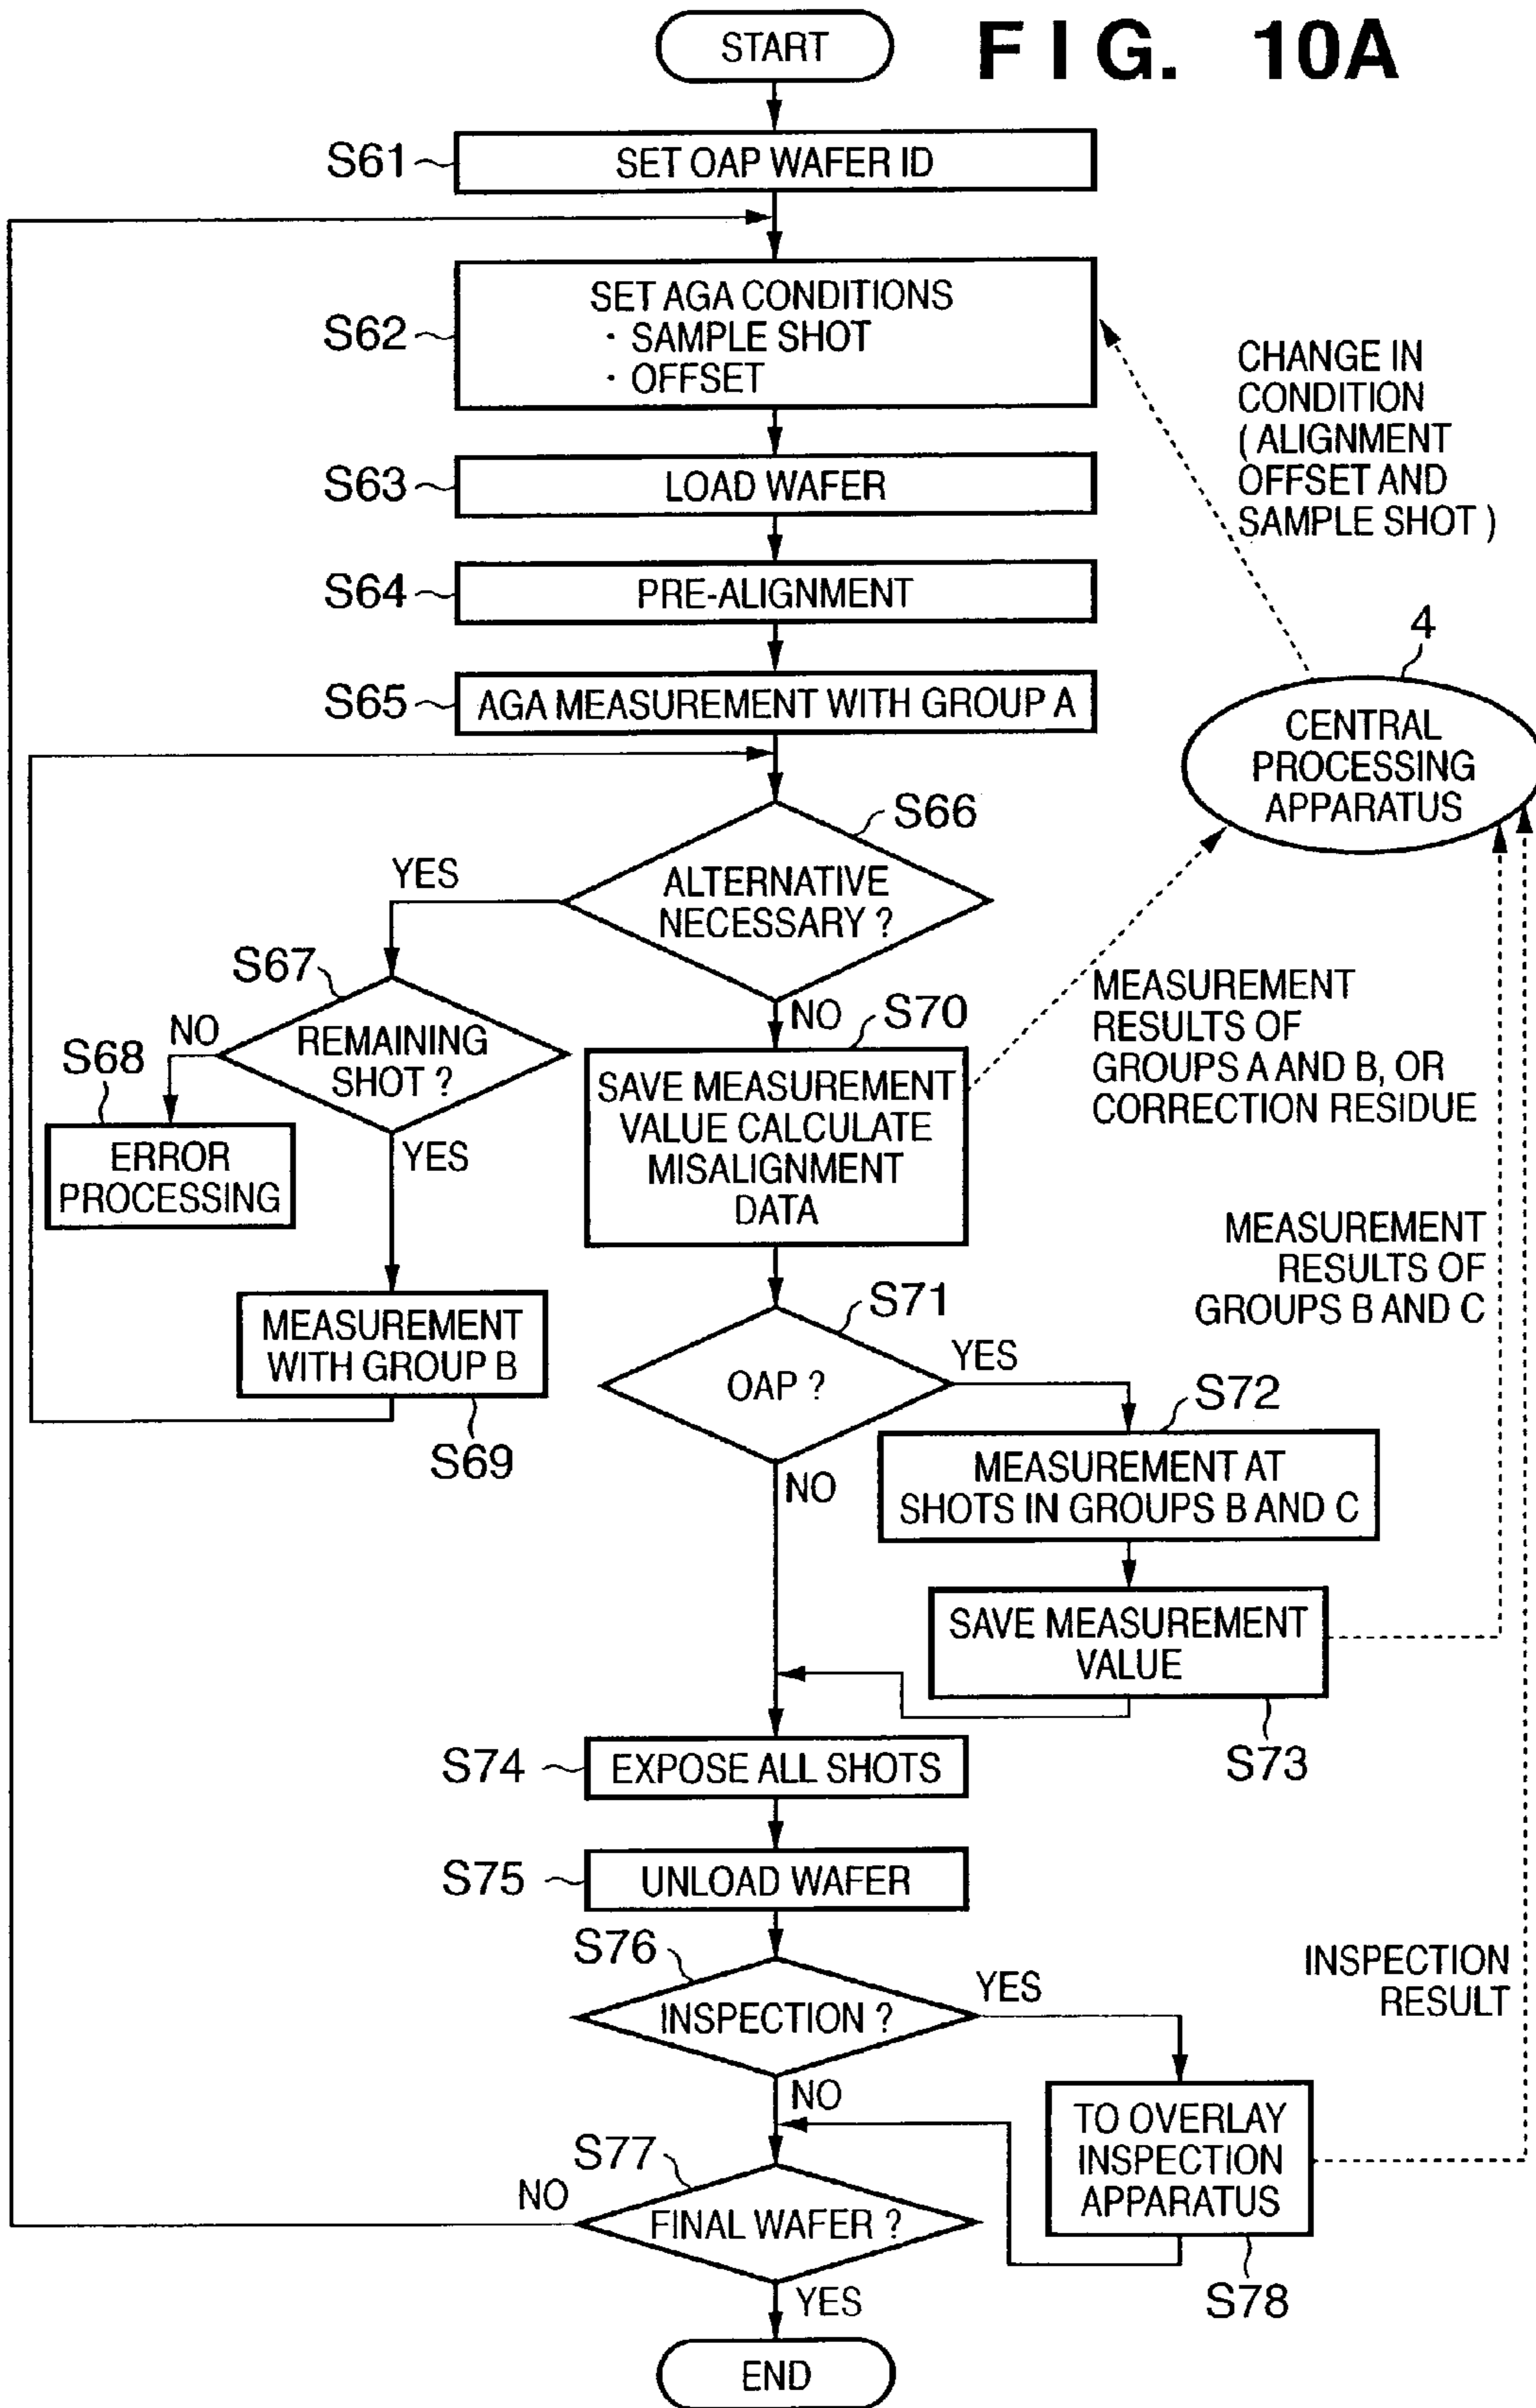 START
FIG. 10A
S61
SET OAP WAFER ID
S62
SET AGA CONDITIONS
· SAMPLE SHOT
· OFFSET
CHANGE IN
CONDITION
( ALIGNMENT
OFFSET AND
SAMPLE SHOT )
S63
LOAD WAFER
S64
PRE-ALIGNMENT
4
CENTRAL
PROCESSING
APPARATUS
S65
AGA MEASUREMENT WITH GROUP A
S66
ALTERNATIVE
NECESSARY ?
YES
NO
S67
REMAINING
SHOT ?
NO
YES
S68
ERROR
PROCESSING
S70
SAVE MEASUREMENT
VALUE CALCULATE
MISALIGNMENT
DATA
MEASUREMENT
RESULTS OF
GROUPS A AND B, OR
CORRECTION RESIDUE
MEASUREMENT
RESULTS OF
GROUPS B AND C
MEASUREMENT
WITH GROUP B
S69
S71
OAP ?
YES
NO
S72
MEASUREMENT AT
SHOTS IN GROUPS B AND C
SAVE MEASUREMENT
VALUE
S73
S74
EXPOSE ALL SHOTS
S75
UNLOAD WAFER
S76
INSPECTION ?
YES
NO
INSPECTION
RESULT
TO OVERLAY
INSPECTION
APPARATUS
S78
S77
FINAL WAFER ?
NO
YES
END